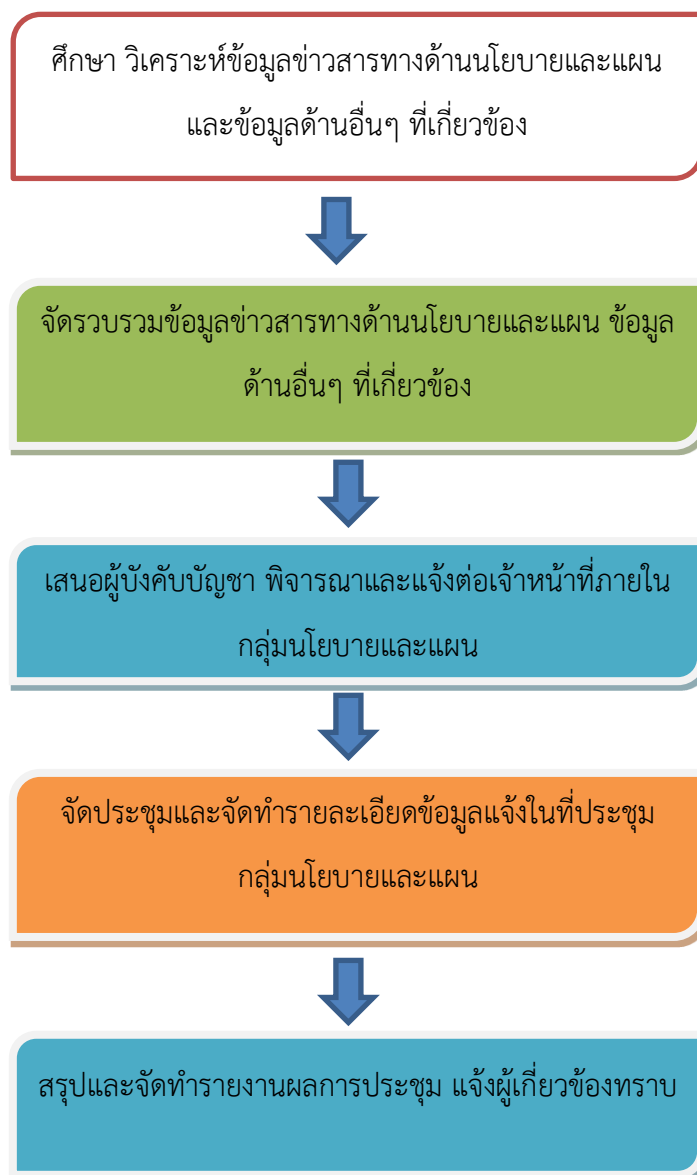 ศึกษา วิเคราะห์ข้อมูลข่าวสารทางด้านนโยบายและแผน
และข้อมูลด้านอื่นๆ ที่เกี่ยวข้อง
จัดรวบรวมข้อมูลข่าวสารทางด้านนโยบายและแผน ข้อมูล
ด้านอื่นๆ ที่เกี่ยวข้อง
เสนอผู้บังคับบัญชา พิจารณาและแจ้งต่อเจ้าหน้าที่ภายใน
กลุ่มนโยบายและแผน
จัดประชุมและจัดทำรายละเอียดข้อมูลแจ้งในที่ประชุม
กลุ่มนโยบายและแผน
สรุปและจัดทำรายงานผลการประชุม แจ้งผู้เกี่ยวข้องทราบ